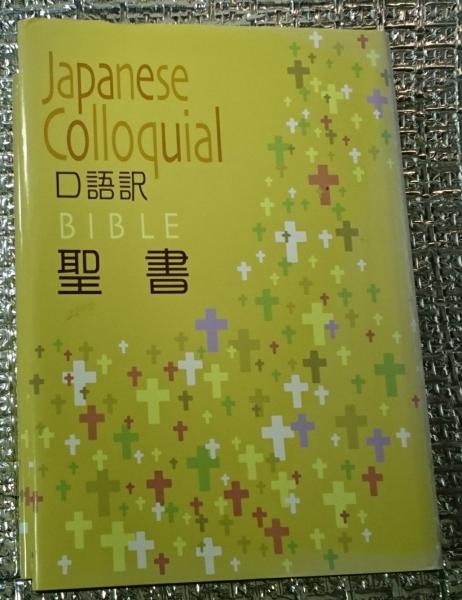 Japanese
Colloquial
口語訳
BIBLE
聖書